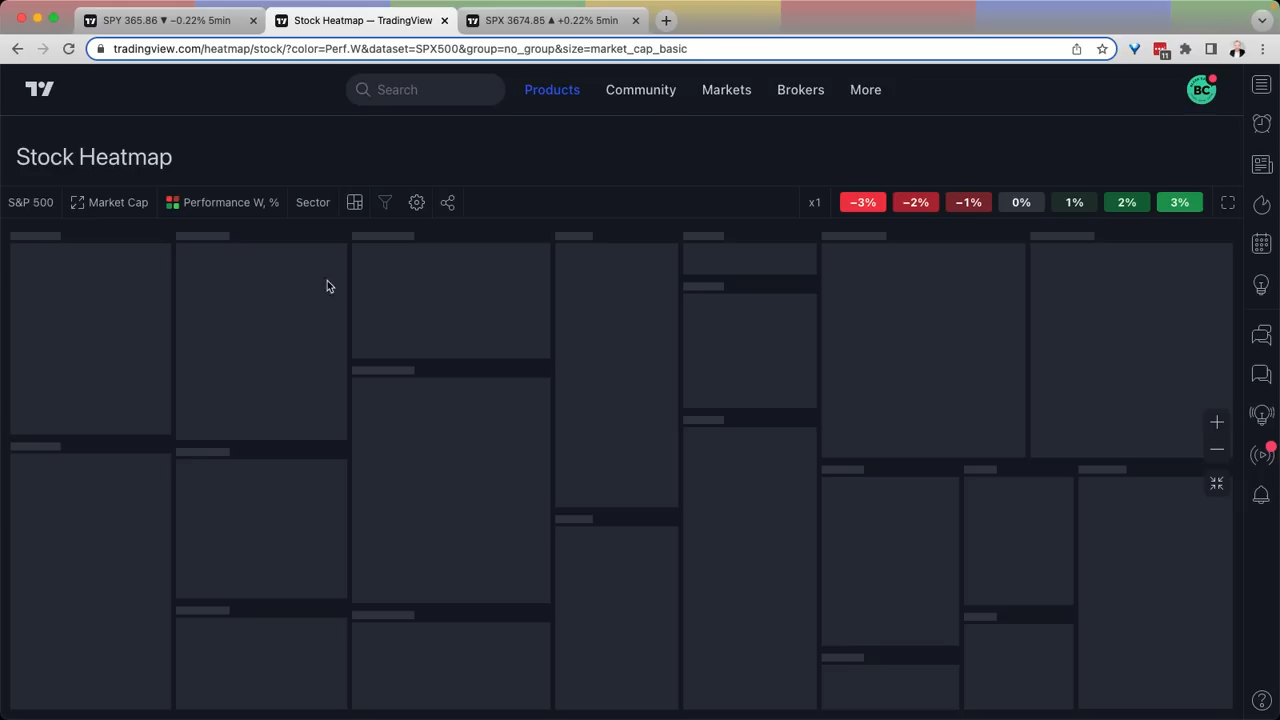 SPY 365.86 ▼ −0.22% 5min
Stock Heatmap — TradingView
SPX 3674.85 ▲ +0.22% 5min
tradingview.com/heatmap/stock/?color=Perf.W&dataset=SPX500&group=no_group&size=market_cap_basic
11
Search
Products
Community
Markets
Brokers
More
BC
Stock Heatmap
S&P 500
Market Cap
Performance W, %
Sector
x1
−3%
−2%
−1%
0%
1%
2%
3%